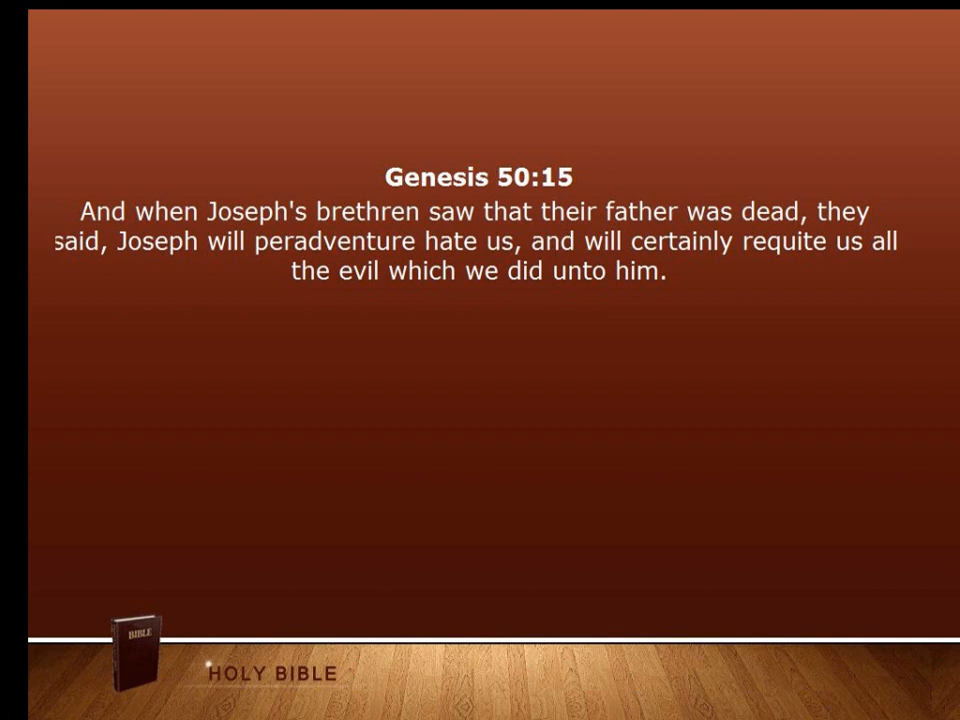 Genesis 50:15
And when Joseph's brethren saw that their father was dead, they
said, Joseph will peradventure hate us, and will certainly requite us all
the evil which we did unto him.
BIBLE
HOLY BIBLE